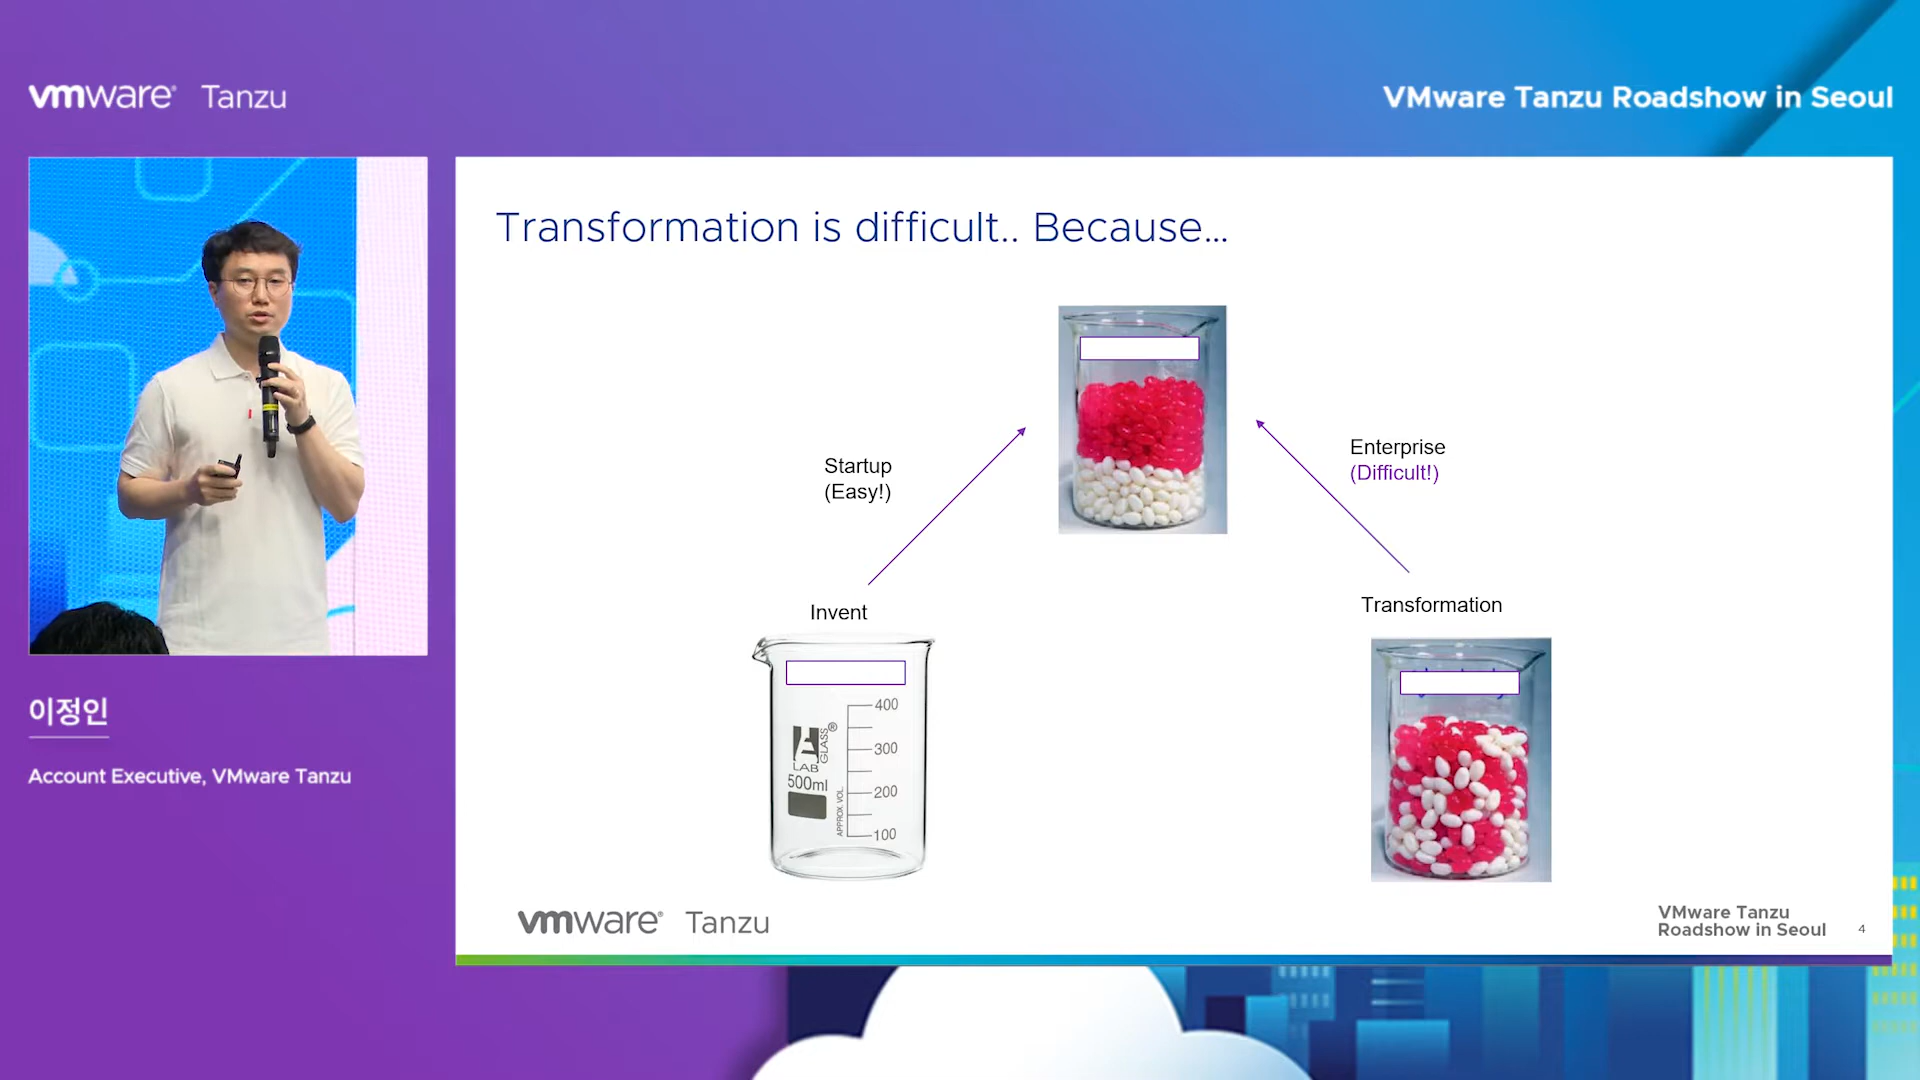 vmware® Tanzu
VMware Tanzu Roadshow in Seoul
이정인
Account Executive, VMware Tanzu
Transformation is difficult.. Because...
Startup
(Easy!)
Enterprise
(Difficult!)
Invent
Transformation
400
300
200
100
LAB
GLASS®
500ml
APPROX VOL.
vmware® Tanzu
VMware Tanzu
Roadshow in Seoul
4